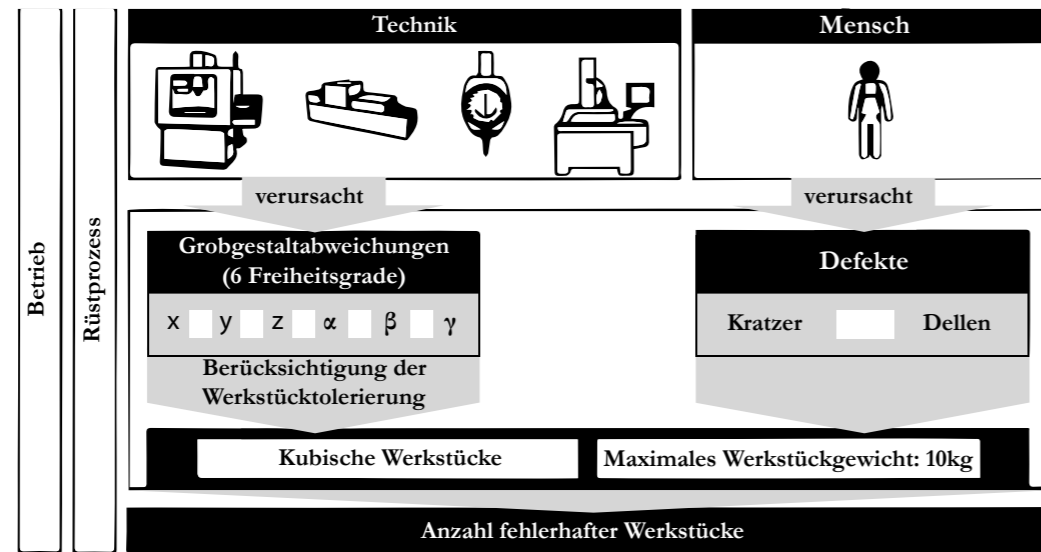 Betrieb
Rüstprozess
Technik
Mensch
verursacht
verursacht
Grobgestaltabweichungen
(6 Freiheitsgrade)
x y z α β γ
Defekte
Kratzer Dellen
Berücksichtigung der
Werkstücktolerierung
Kubische Werkstücke
Maximales Werkstückgewicht: 10kg
Anzahl fehlerhafter Werkstücke